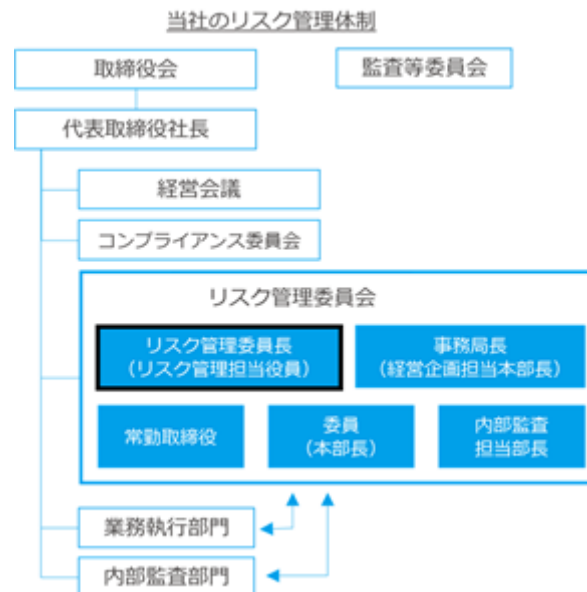 当社のリスク管理体制
取締役会
監査等委員会
代表取締役社長
経営会議
コンプライアンス委員会
リスク管理委員会
リスク管理委員長
(リスク管理担当役員)
事務局長
(経営企画担当本部長)
常勤取締役
委員
(本部長)
内部監査
担当部長
業務執行部門
内部監査部門